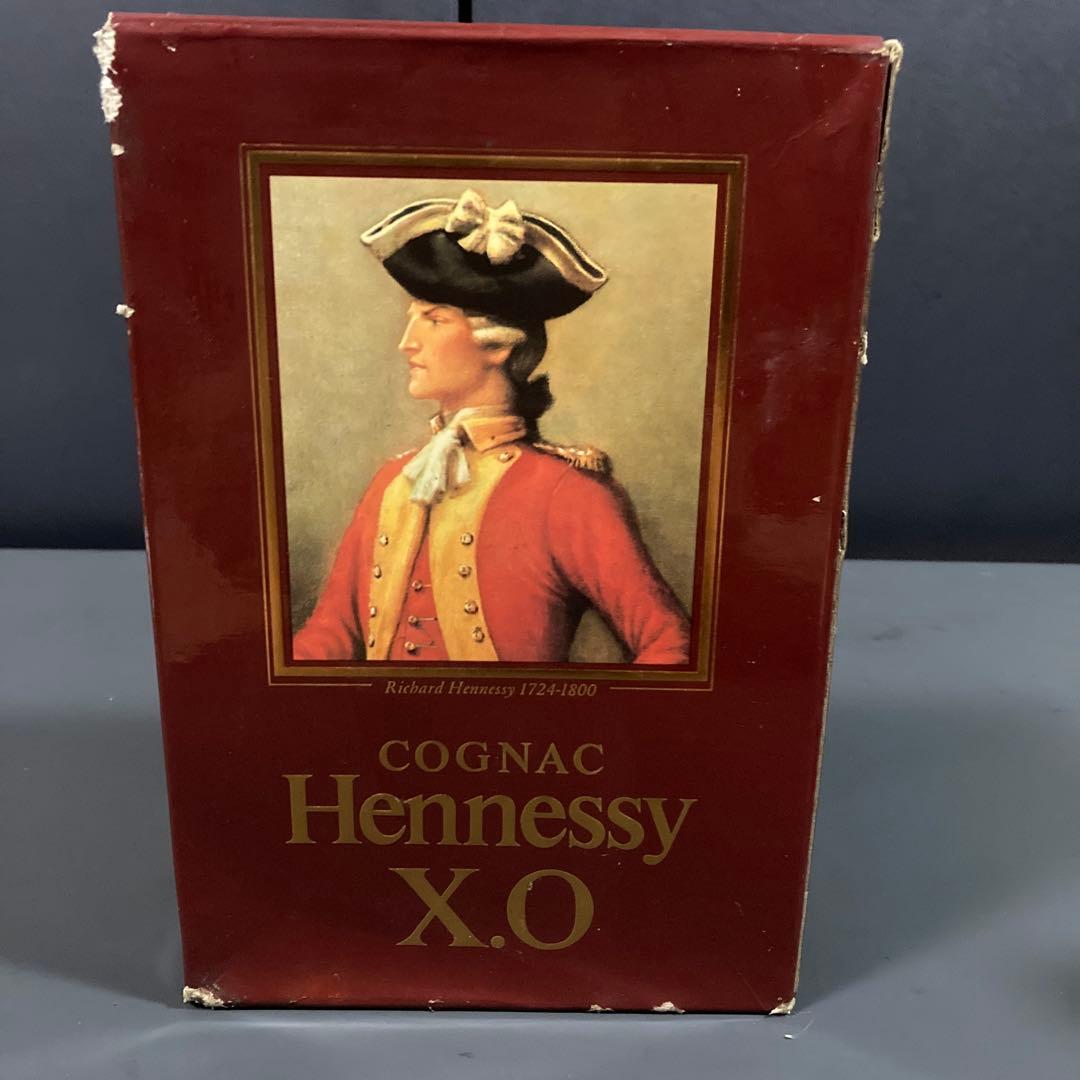 Richard Hennessy 1724-1800
COGNAC
Hennessy
X.O